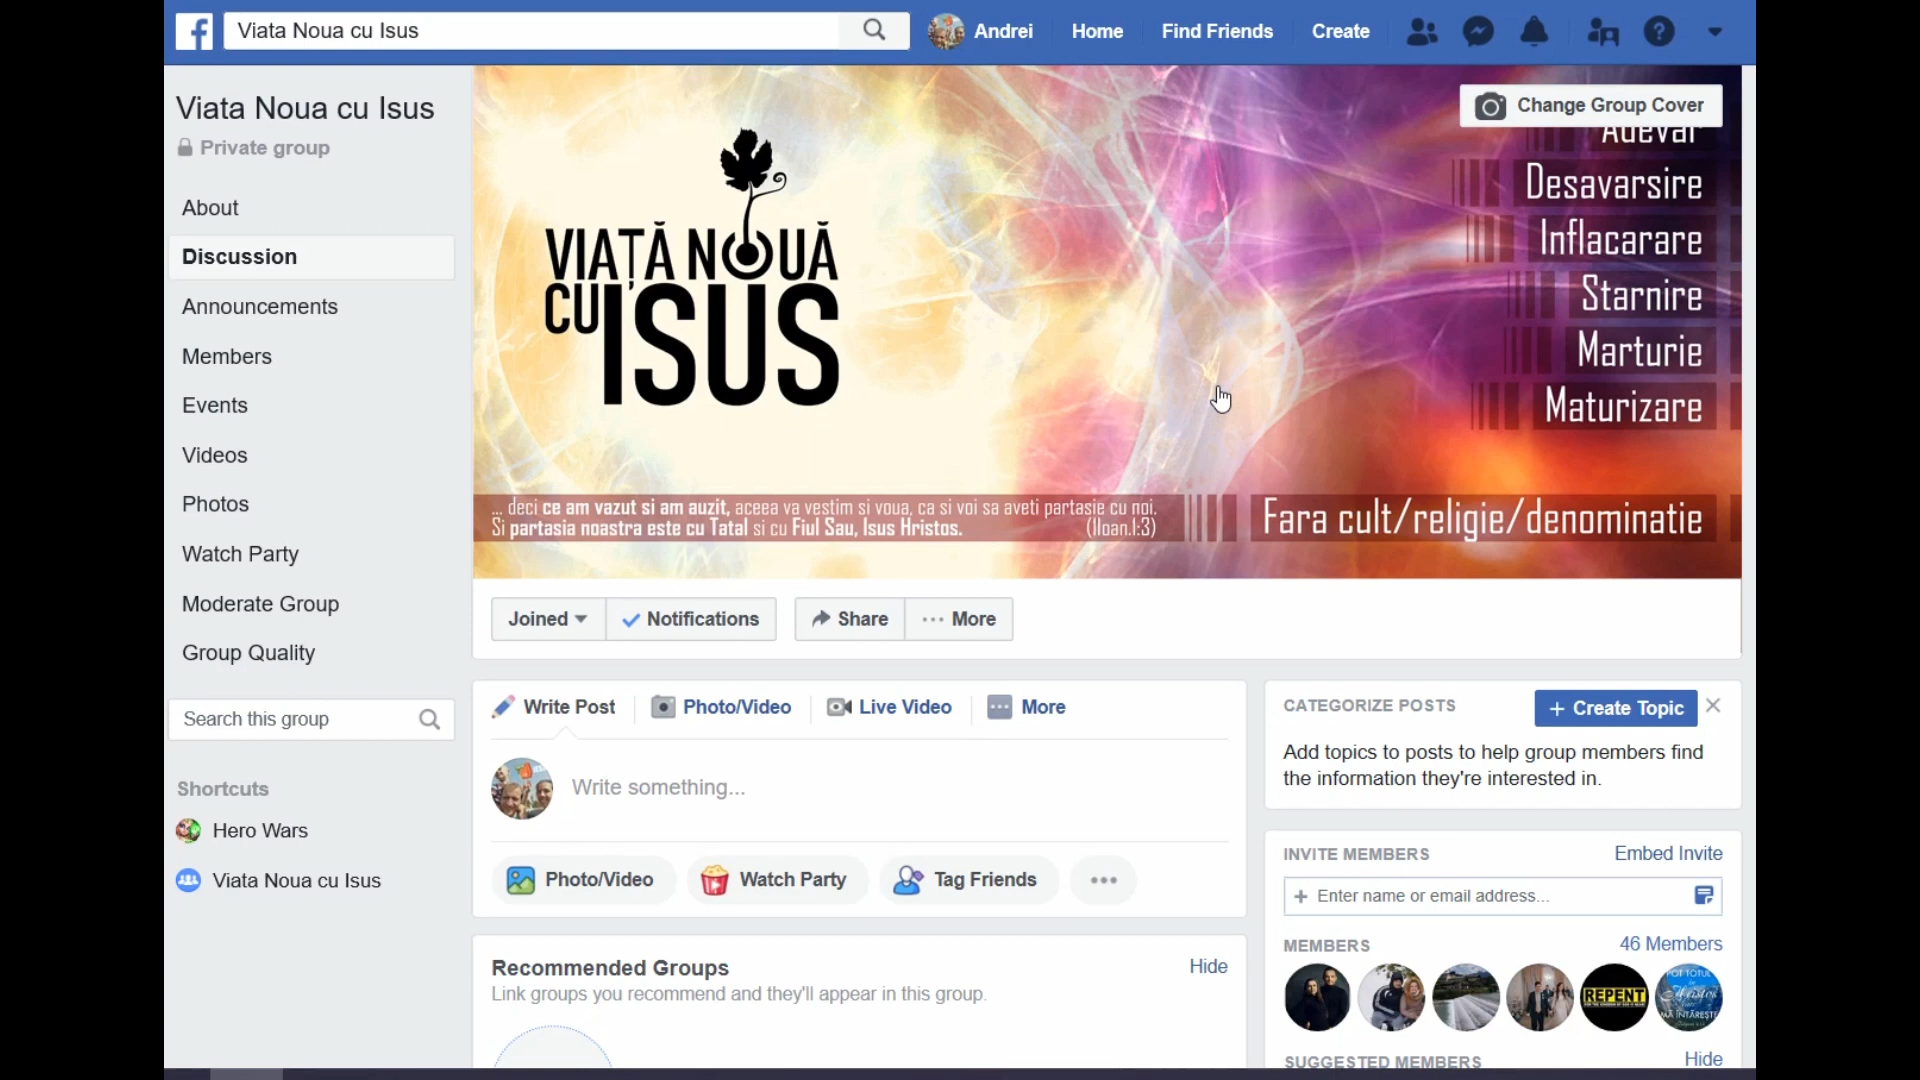 Viata Noua cu Isus
Andrei
Home
Find Friends
Create
Viata Noua cu Isus
Private group
About
Discussion
Announcements
Members
Events
Videos
Photos
Watch Party
Moderate Group
Group Quality
Search this group
Shortcuts
Hero Wars
Viata Noua cu Isus
Change Group Cover
VIAȚĂ NOUĂ
CU ISUS
Adevar
Desavarsire
Inflacarare
Starnire
Marturie
Maturizare
... deci ce am vazut si am auzit, aceea va vestim si voua, ca si voi sa aveti partasie cu noi.
Si partasia noastra este cu Tatal si cu Fiul Sau, Isus Hristos. (IIoan.I:3)
Fara cult/religie/denominatie
Joined
Notifications
Share
More
Write Post
Photo/Video
Live Video
More
Write something...
Photo/Video
Watch Party
Tag Friends
Recommended Groups
Hide
Link groups you recommend and they'll appear in this group.
CATEGORIZE POSTS
+ Create Topic
Add topics to posts to help group members find
the information they're interested in.
INVITE MEMBERS
Embed Invite
+ Enter name or email address...
MEMBERS
46 Members
REPENT
POT TOTUL
Hristos
MĂ ÎNTĂREȘTE
SUGGESTED MEMBERS
Hide